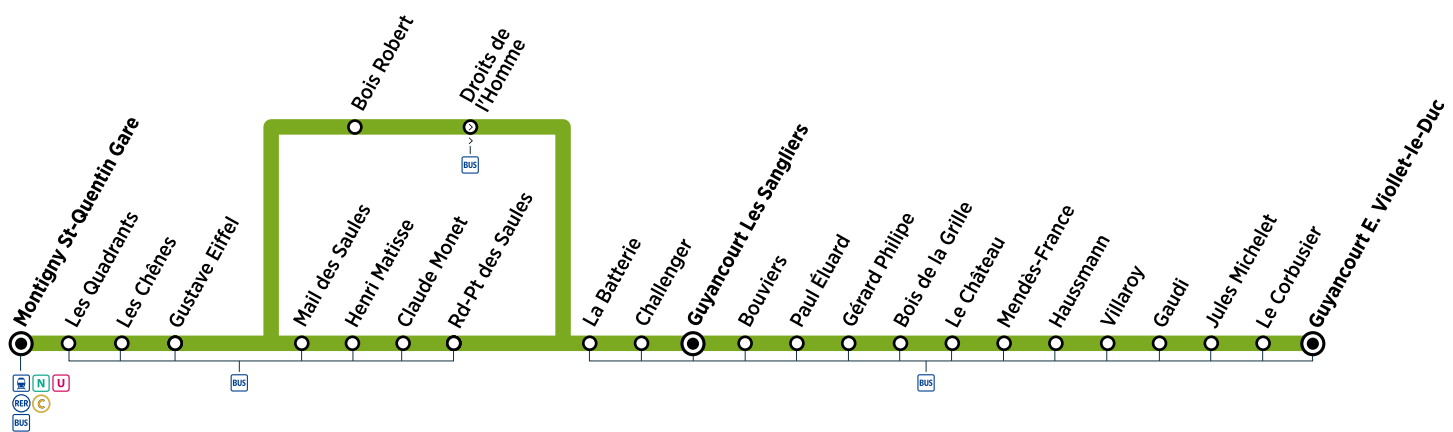 Bois Robert
Droits de
l'Homme
BUS
Montigny St-Quentin Gare
Les Quadrants
Les Chênes
Gustave Eiffel
Mail des Saules
Henri Matisse
Claude Monet
Rd-Pt des Saules
La Batterie
Challenger
Guyancourt Les Sangliers
Bouviers
Paul Éluard
Gérard Philipe
Bois de la Grille
Le Château
Mendès-France
Haussmann
Villaroy
Gaudi
Jules Michelet
Le Corbusier
Guyancourt E. Viollet-le-Duc
N U
RER C
BUS
BUS
BUS